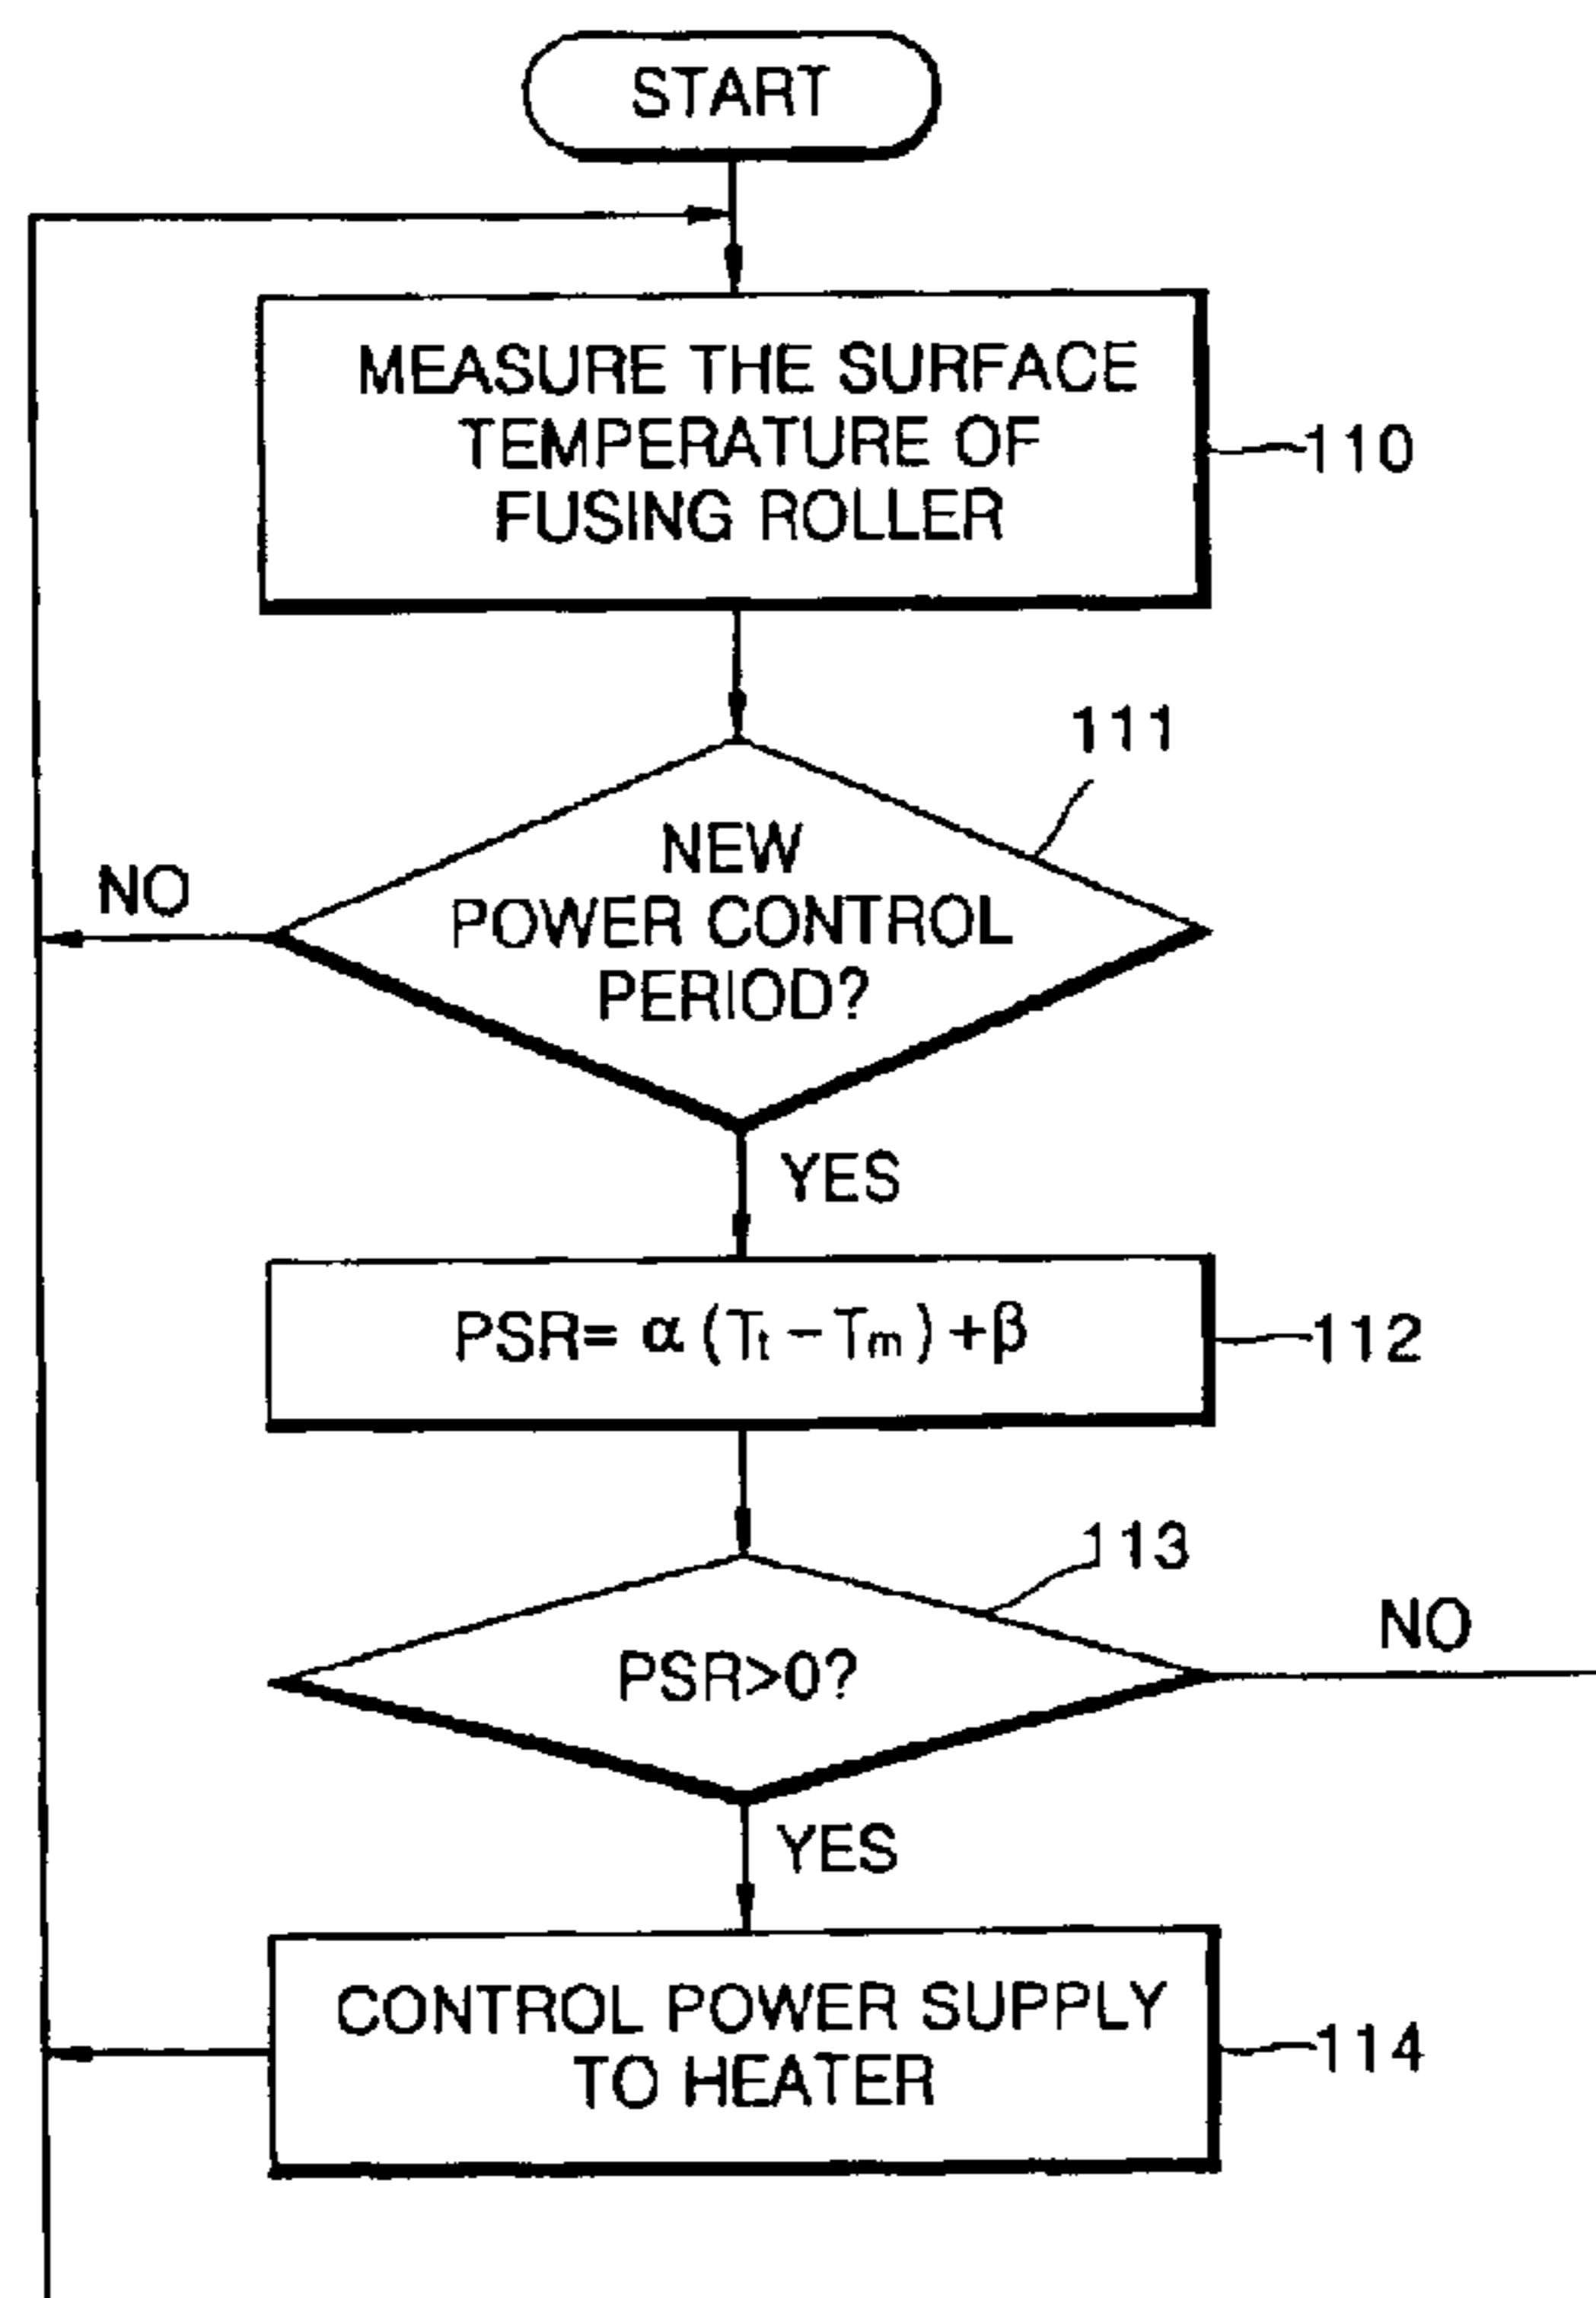 START
MEASURE THE SURFACE
TEMPERATURE OF
FUSING ROLLER
110
111
NEW
POWER CONTROL
PERIOD?
NO
YES
PSR= α (Tt −Tm) +β
112
113
PSR>0?
NO
YES
CONTROL POWER SUPPLY
TO HEATER
114